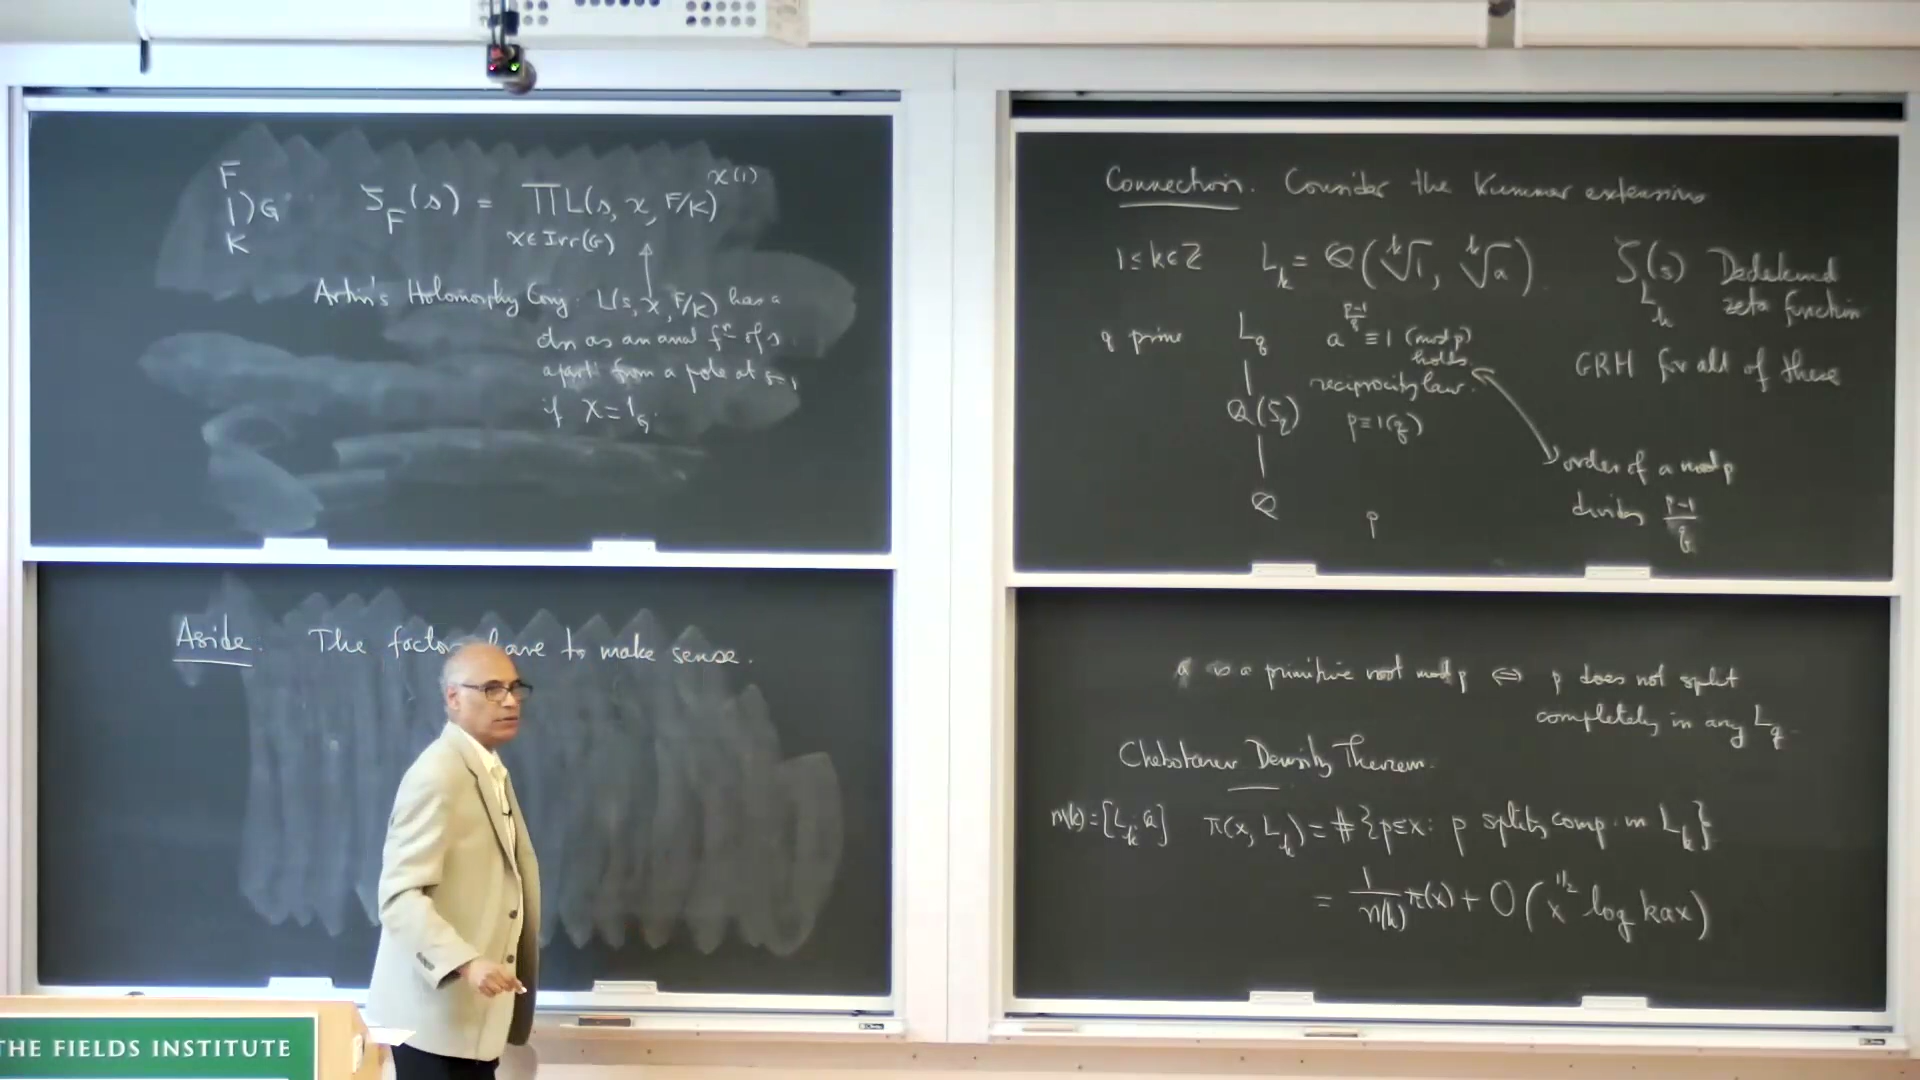 F
|)G
K
ζ_F(s) = ∏ L(s, χ, F/K)^χ(1)
χ∈Irr(G)
Artin's Holomorphy Conj. L(s, χ, F/K) has a
cn as an anal fⁿ of s
apart from a pole at s=1
if χ = 1_G.
Aside: The factors have to make sense.
Connection. Consider the Kummer extensions
1≤k∈ℤ L_k = ℚ(ᵏ√1, ᵏ√a) ζ_{L_k}(s) Dedekind
zeta function
q prime L_q a^{(p-1)/q} ≡ 1 (mod p)
holds
GRH for all of these
| reciprocity law.
ℚ(ζ_q) p≡1(q)
|
order of a mod p
ℚ p
divides (p-1)/q
a is a primitive root mod p ⇔ p does not split
completely in any L_q.
Chebotarev Density Theorem.
n(k)=[L_k:ℚ] π(x, L_k) = #{p≤x: p splits comp. in L_k}
= 1/n(k) π(x) + O(x^{1/2} log kax)
THE FIELDS INSTITUTE